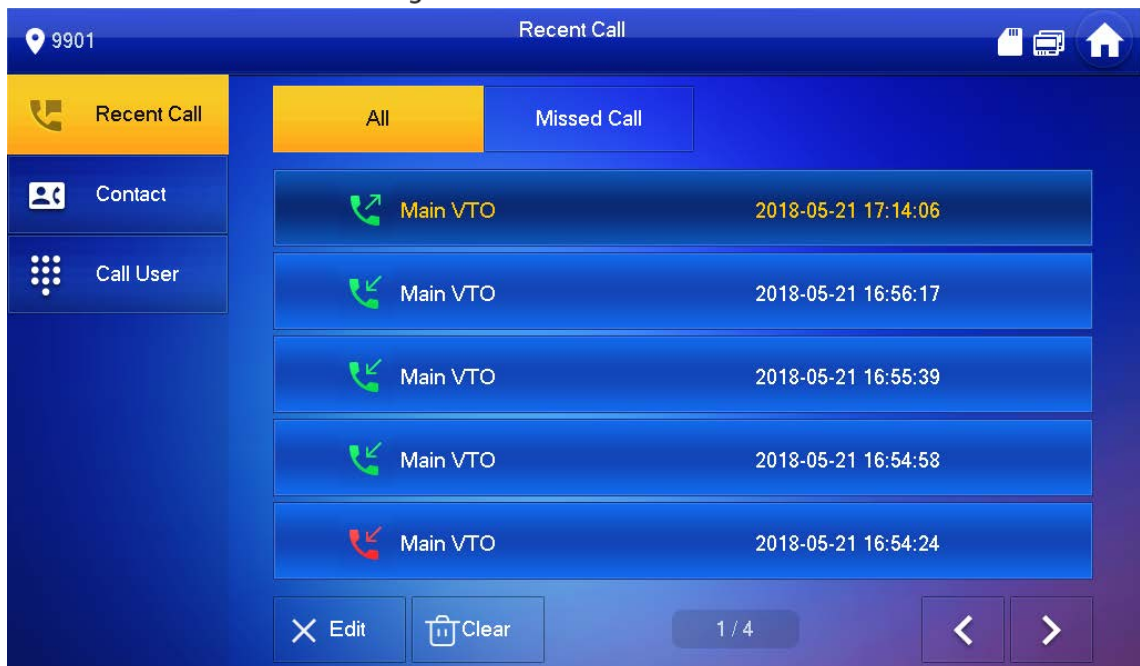 9901
Recent Call
Recent Call
Contact
Call User
All
Missed Call
Main VTO 2018-05-21 17:14:06
Main VTO 2018-05-21 16:56:17
Main VTO 2018-05-21 16:55:39
Main VTO 2018-05-21 16:54:58
Main VTO 2018-05-21 16:54:24
Edit
Clear
1 / 4